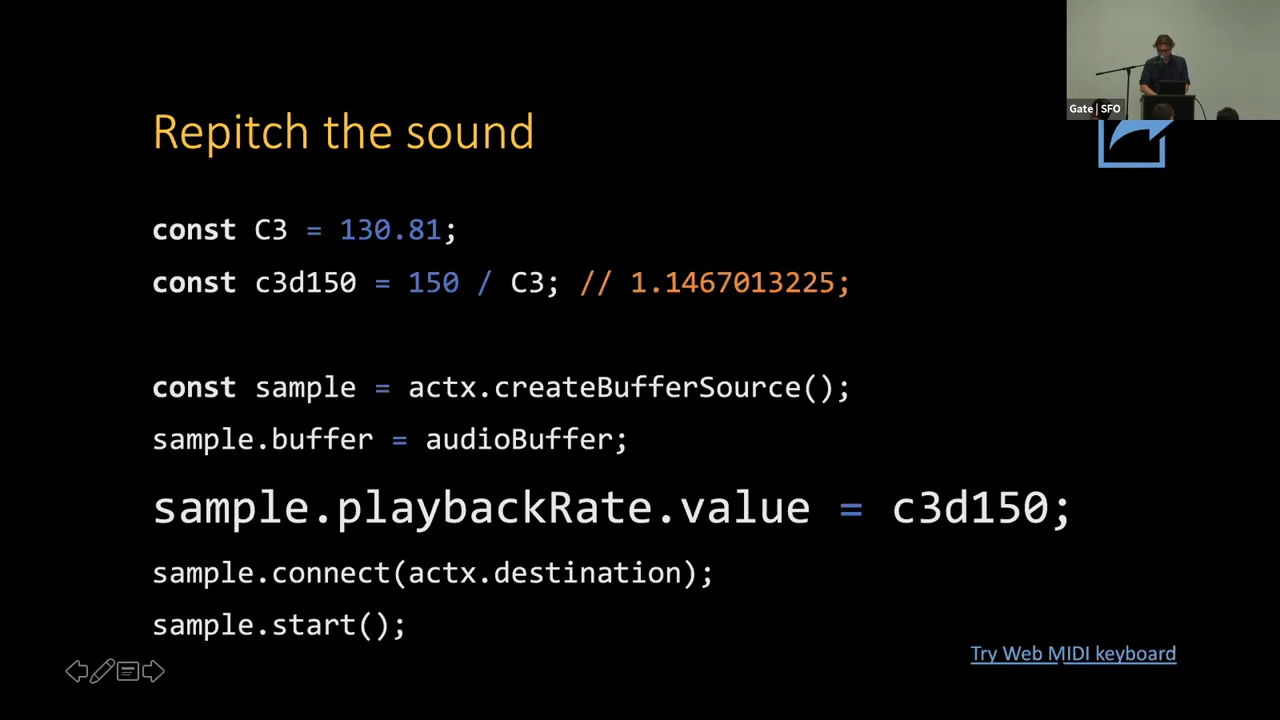 Gate | SFO
Repitch the sound
const C3 = 130.81;
const c3d150 = 150 / C3; // 1.1467013225;
const sample = actx.createBufferSource();
sample.buffer = audioBuffer;
sample.playbackRate.value = c3d150;
sample.connect(actx.destination);
sample.start();
Try Web MIDI keyboard